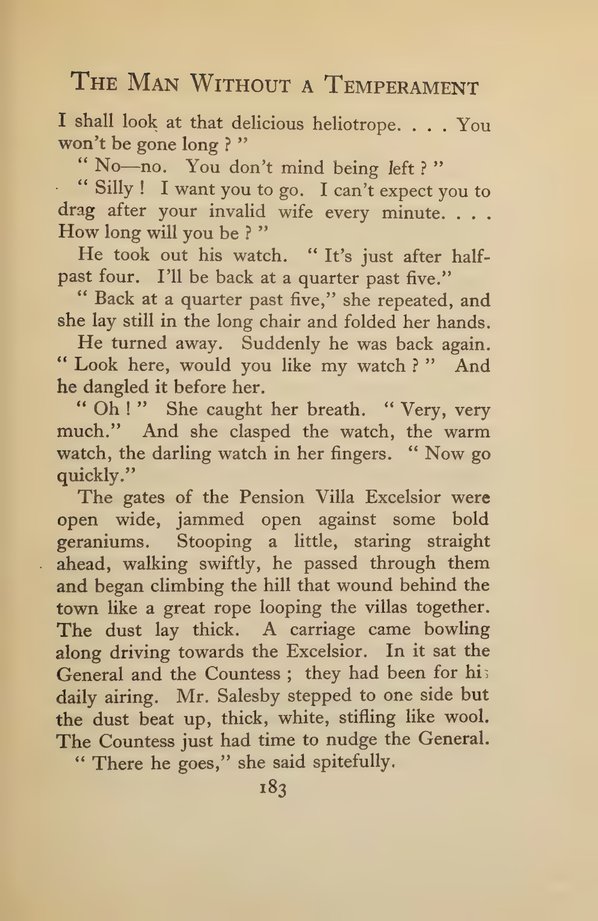 The Man Without a Temperament
I shall look at that delicious heliotrope. . . . You
won't be gone long ? "
" No—no. You don't mind being left ? "
" Silly ! I want you to go. I can't expect you to
drag after your invalid wife every minute. . . .
How long will you be ? "
He took out his watch. " It's just after half-
past four. I'll be back at a quarter past five."
" Back at a quarter past five," she repeated, and
she lay still in the long chair and folded her hands.
He turned away. Suddenly he was back again.
" Look here, would you like my watch ? " And
he dangled it before her.
" Oh ! " She caught her breath. " Very, very
much." And she clasped the watch, the warm
watch, the darling watch in her fingers. " Now go
quickly."
The gates of the Pension Villa Excelsior were
open wide, jammed open against some bold
geraniums. Stooping a little, staring straight
ahead, walking swiftly, he passed through them
and began climbing the hill that wound behind the
town like a great rope looping the villas together.
The dust lay thick. A carriage came bowling
along driving towards the Excelsior. In it sat the
General and the Countess ; they had been for his
daily airing. Mr. Salesby stepped to one side but
the dust beat up, thick, white, stifling like wool.
The Countess just had time to nudge the General.
" There he goes," she said spitefully.
183